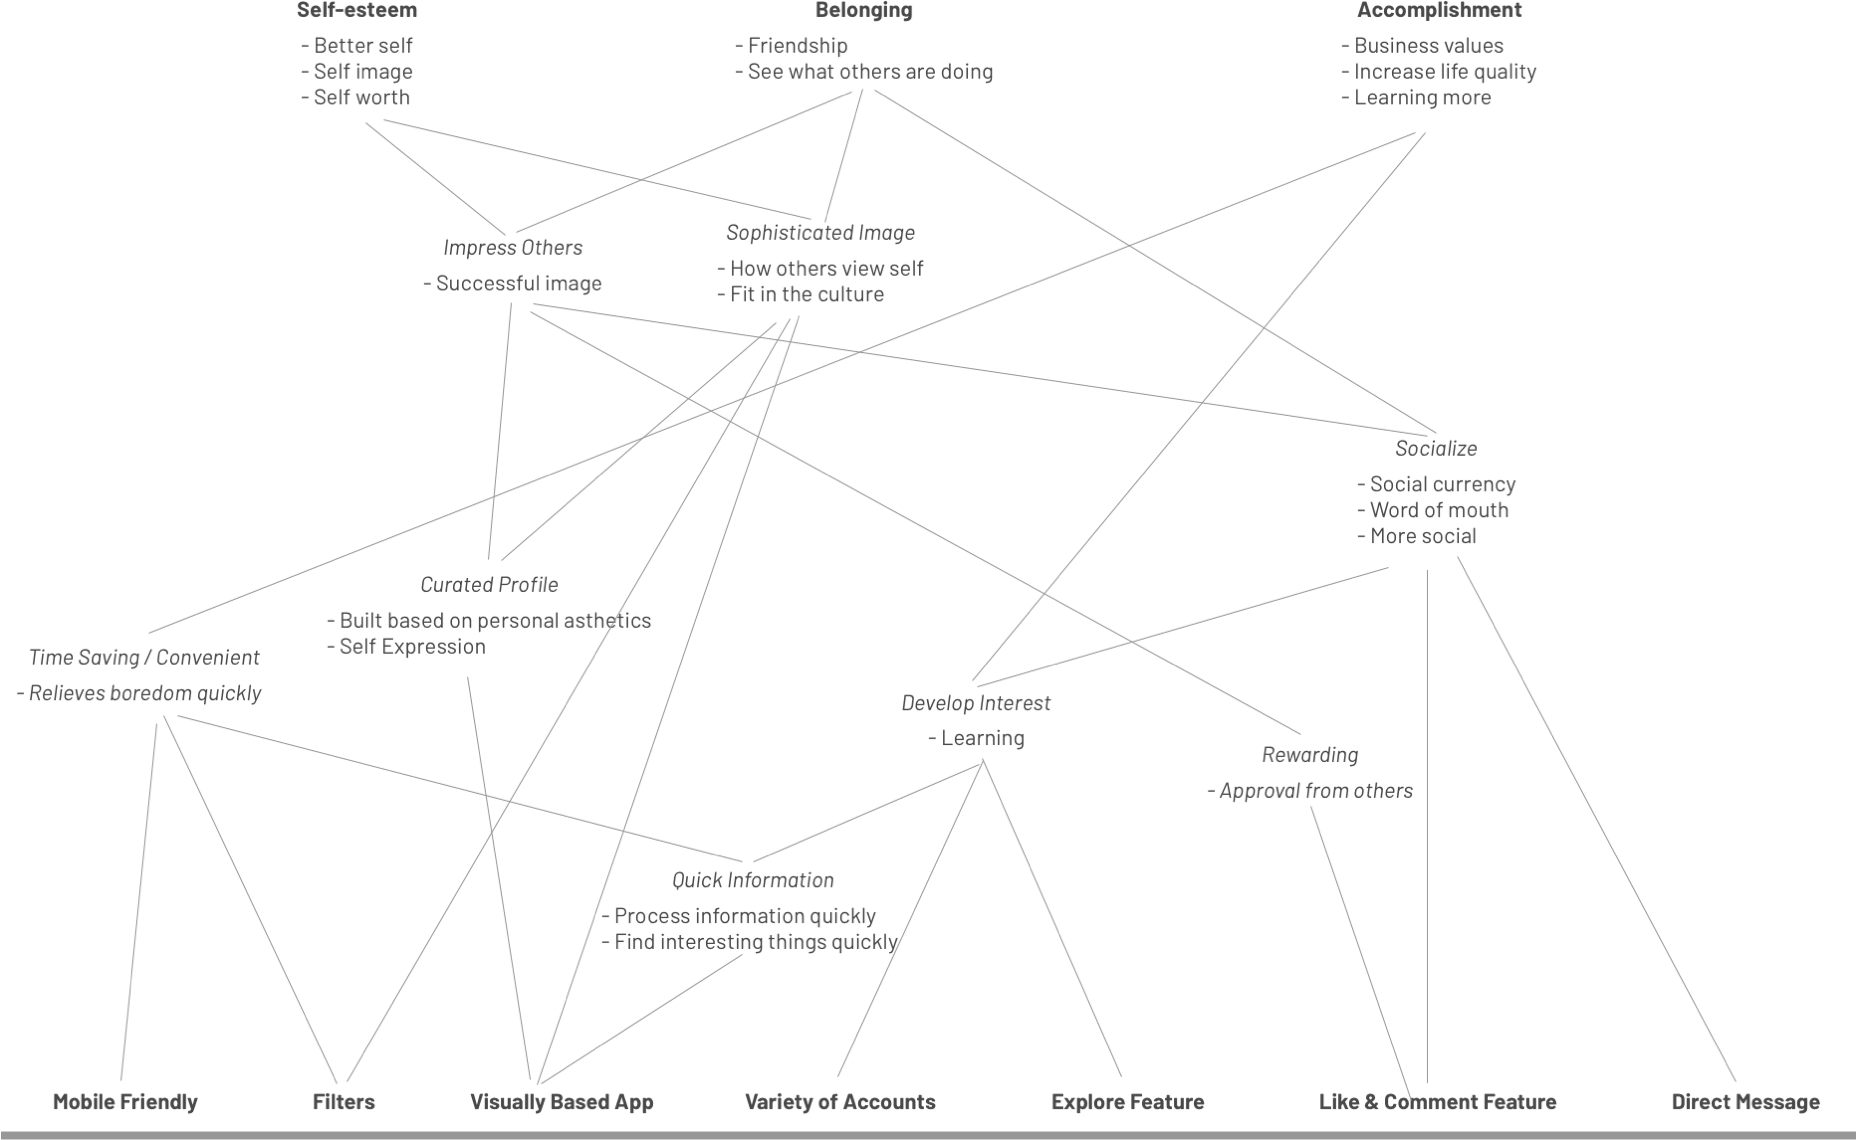 Self-esteem
- Better self
- Self image
- Self worth
Belonging
- Friendship
- See what others are doing
Accomplishment
- Business values
- Increase life quality
- Learning more
Impress Others
- Successful image
Sophisticated Image
- How others view self
- Fit in the culture
Socialize
- Social currency
- Word of mouth
- More social
Curated Profile
- Built based on personal asthetics
- Self Expression
Time Saving / Convenient
- Relieves boredom quickly
Develop Interest
- Learning
Rewarding
- Approval from others
Quick Information
- Process information quickly
- Find interesting things quickly
Mobile Friendly
Filters
Visually Based App
Variety of Accounts
Explore Feature
Like & Comment Feature
Direct Message